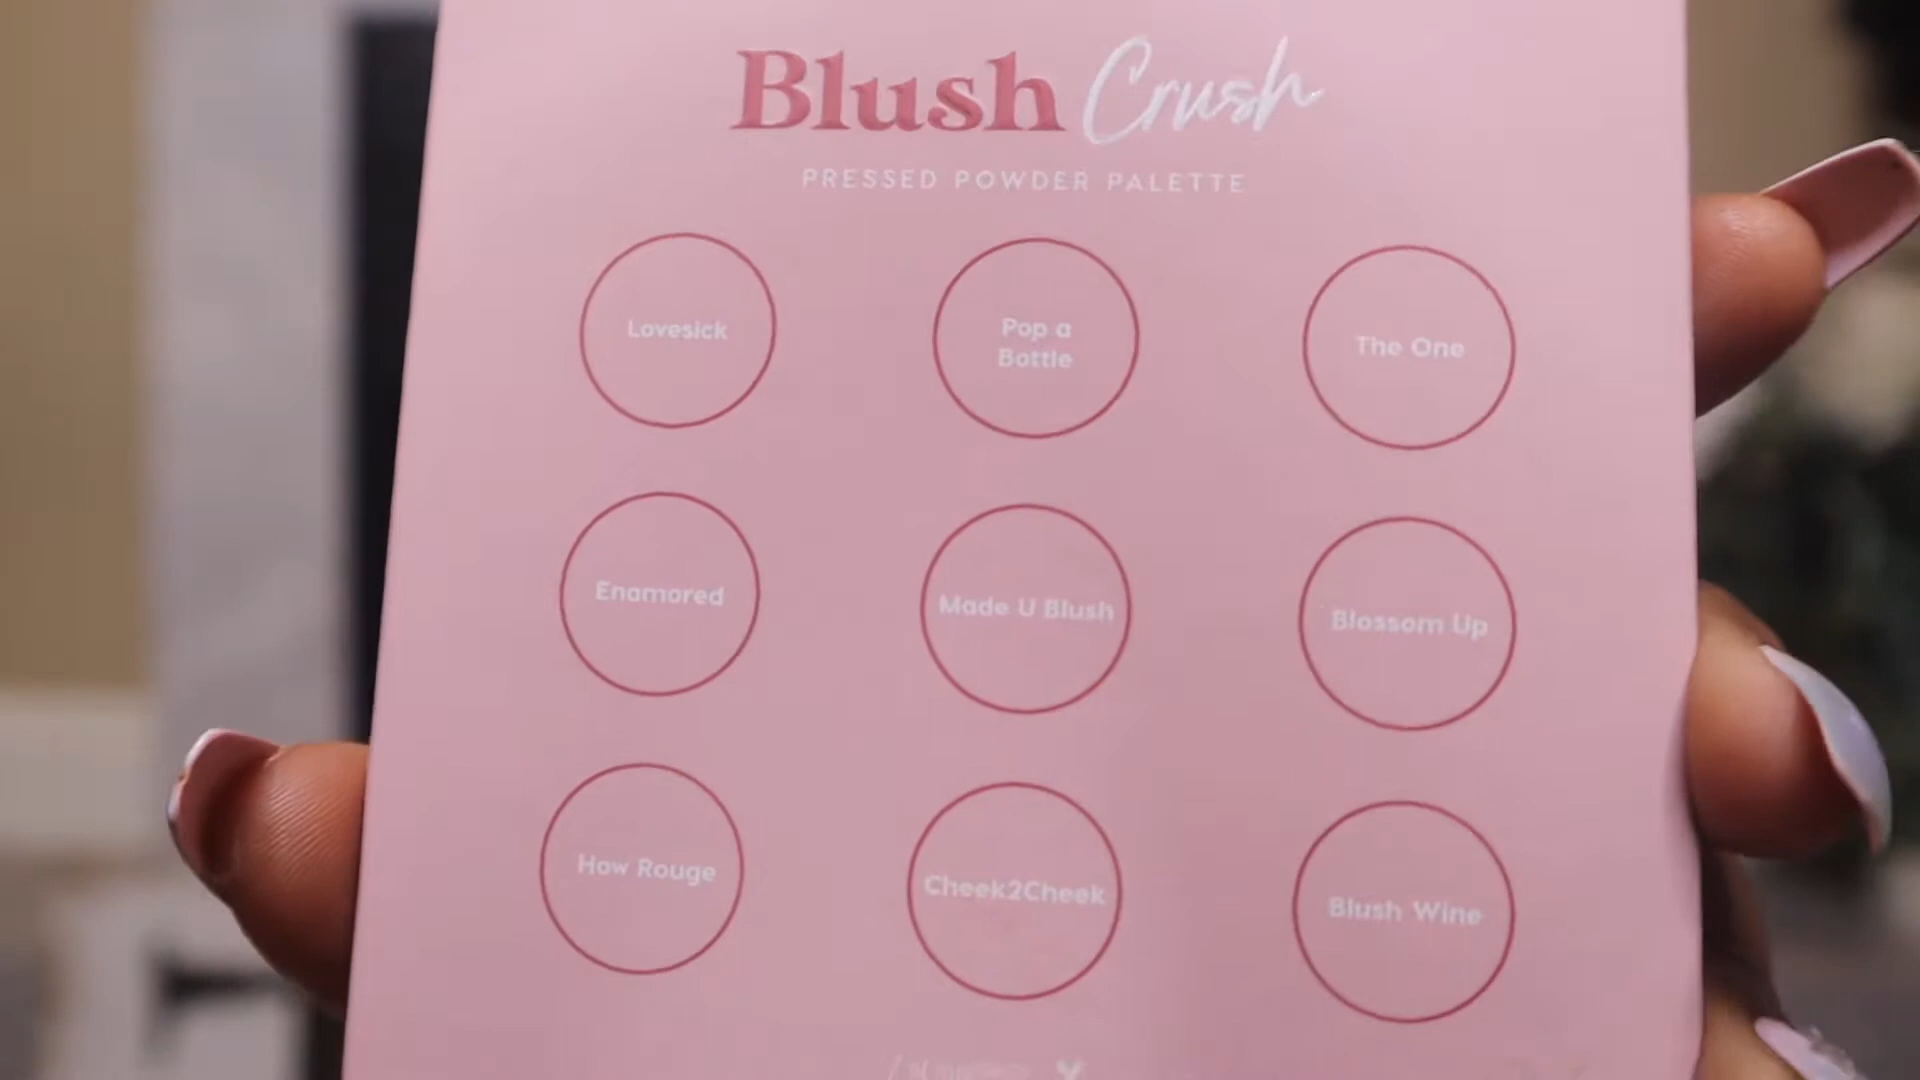 Blush Crush
PRESSED POWDER PALETTE
Lovesick
Pop a
Bottle
The One
Enamored
Made U Blush
Blossom Up
Haw Rouge
Cheek2Cheek
Blush Wine